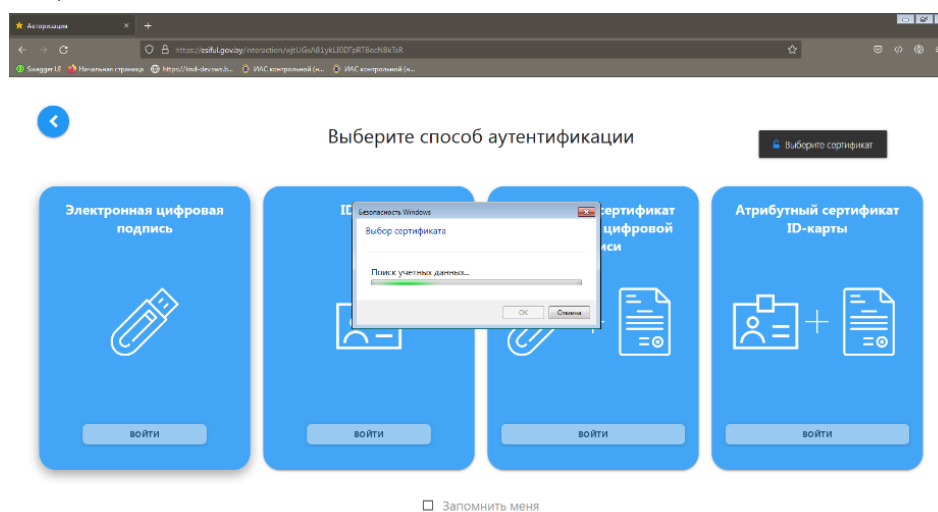 Авторизация
https://esiful.gov.by/interaction/
Swagger UI
Начальная страница
ИАС контрольной (н...
ИАС контрольной (н...
Выберите способ аутентификации
Выберите сертификат
Электронная цифровая
подпись
ID
сертификат
цифровой
иси
Атрибутный сертификат
ID-карты
Безопасность Windows
Выбор сертификата
Поиск учетных данных...
ОК
Отмена
ВОЙТИ
ВОЙТИ
ВОЙТИ
ВОЙТИ
Запомнить меня